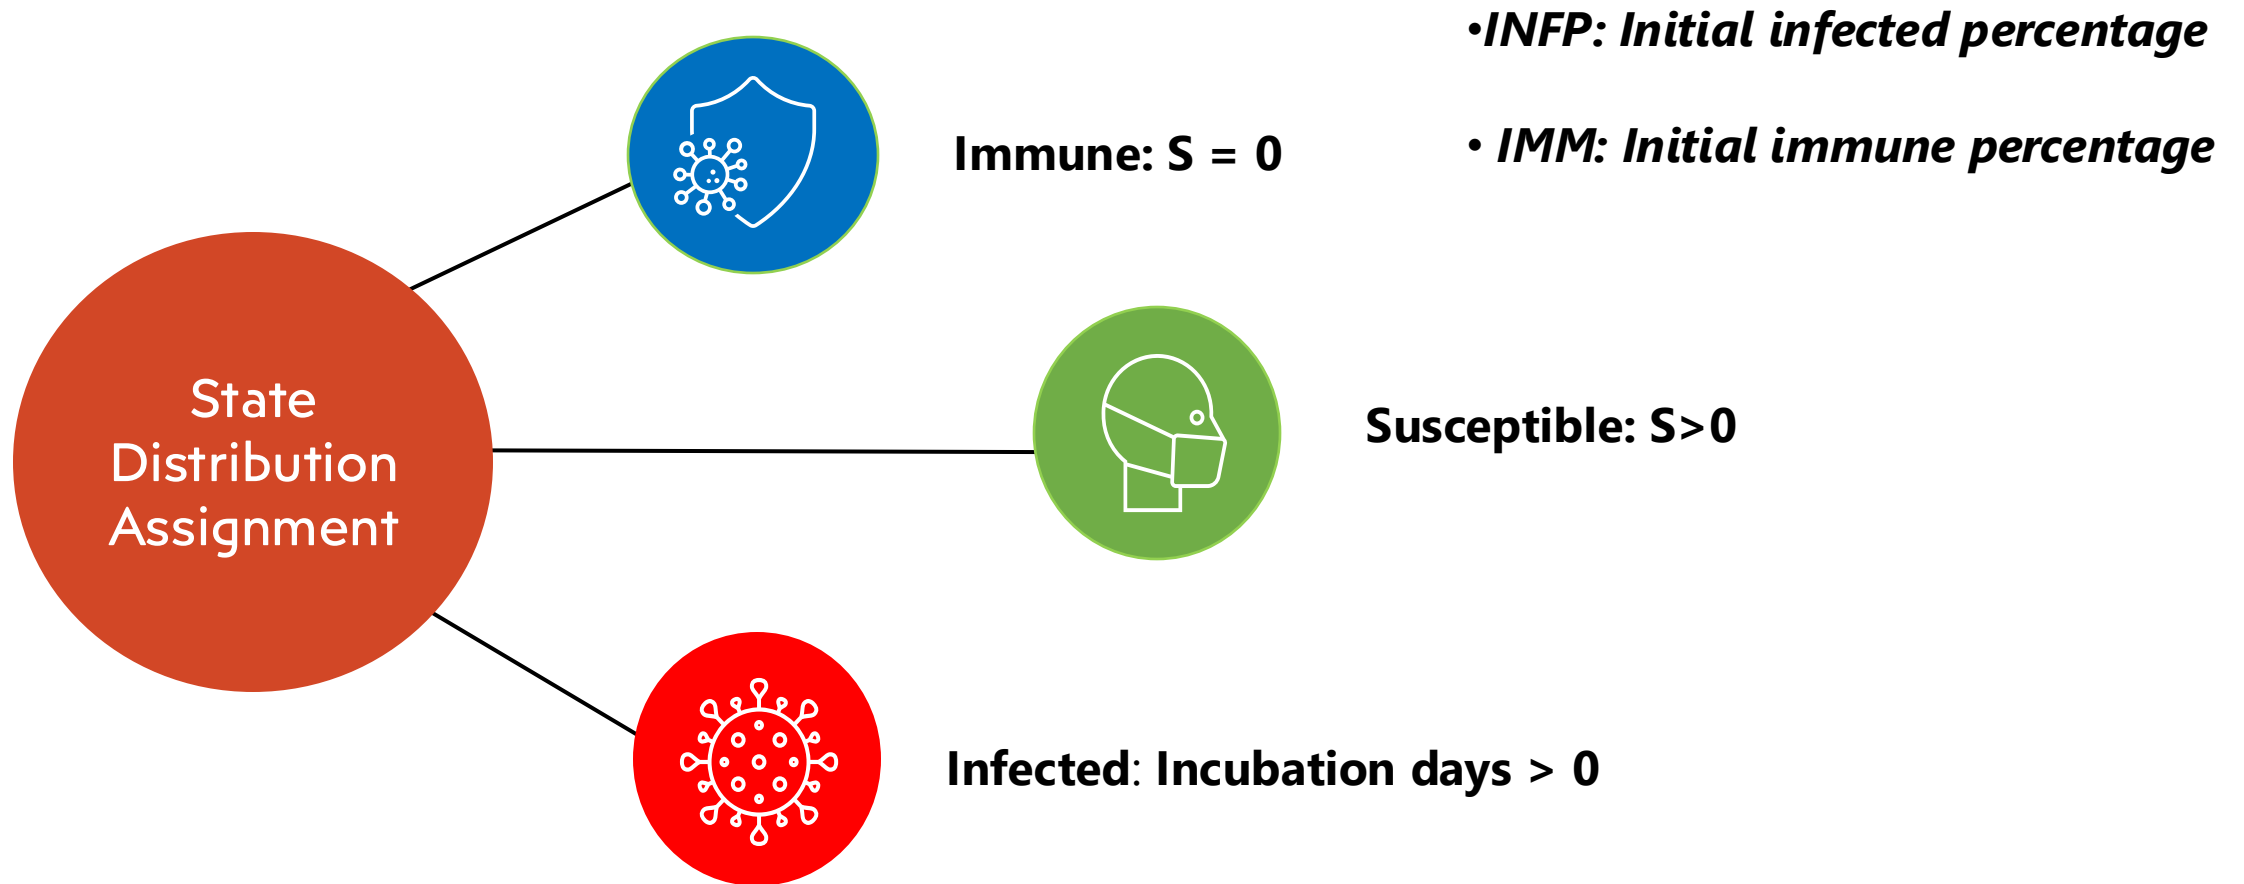 •INFP: Initial infected percentage
• IMM: Initial immune percentage
Immune: S = 0
State
Distribution
Assignment
Susceptible: S>0
Infected: Incubation days > 0